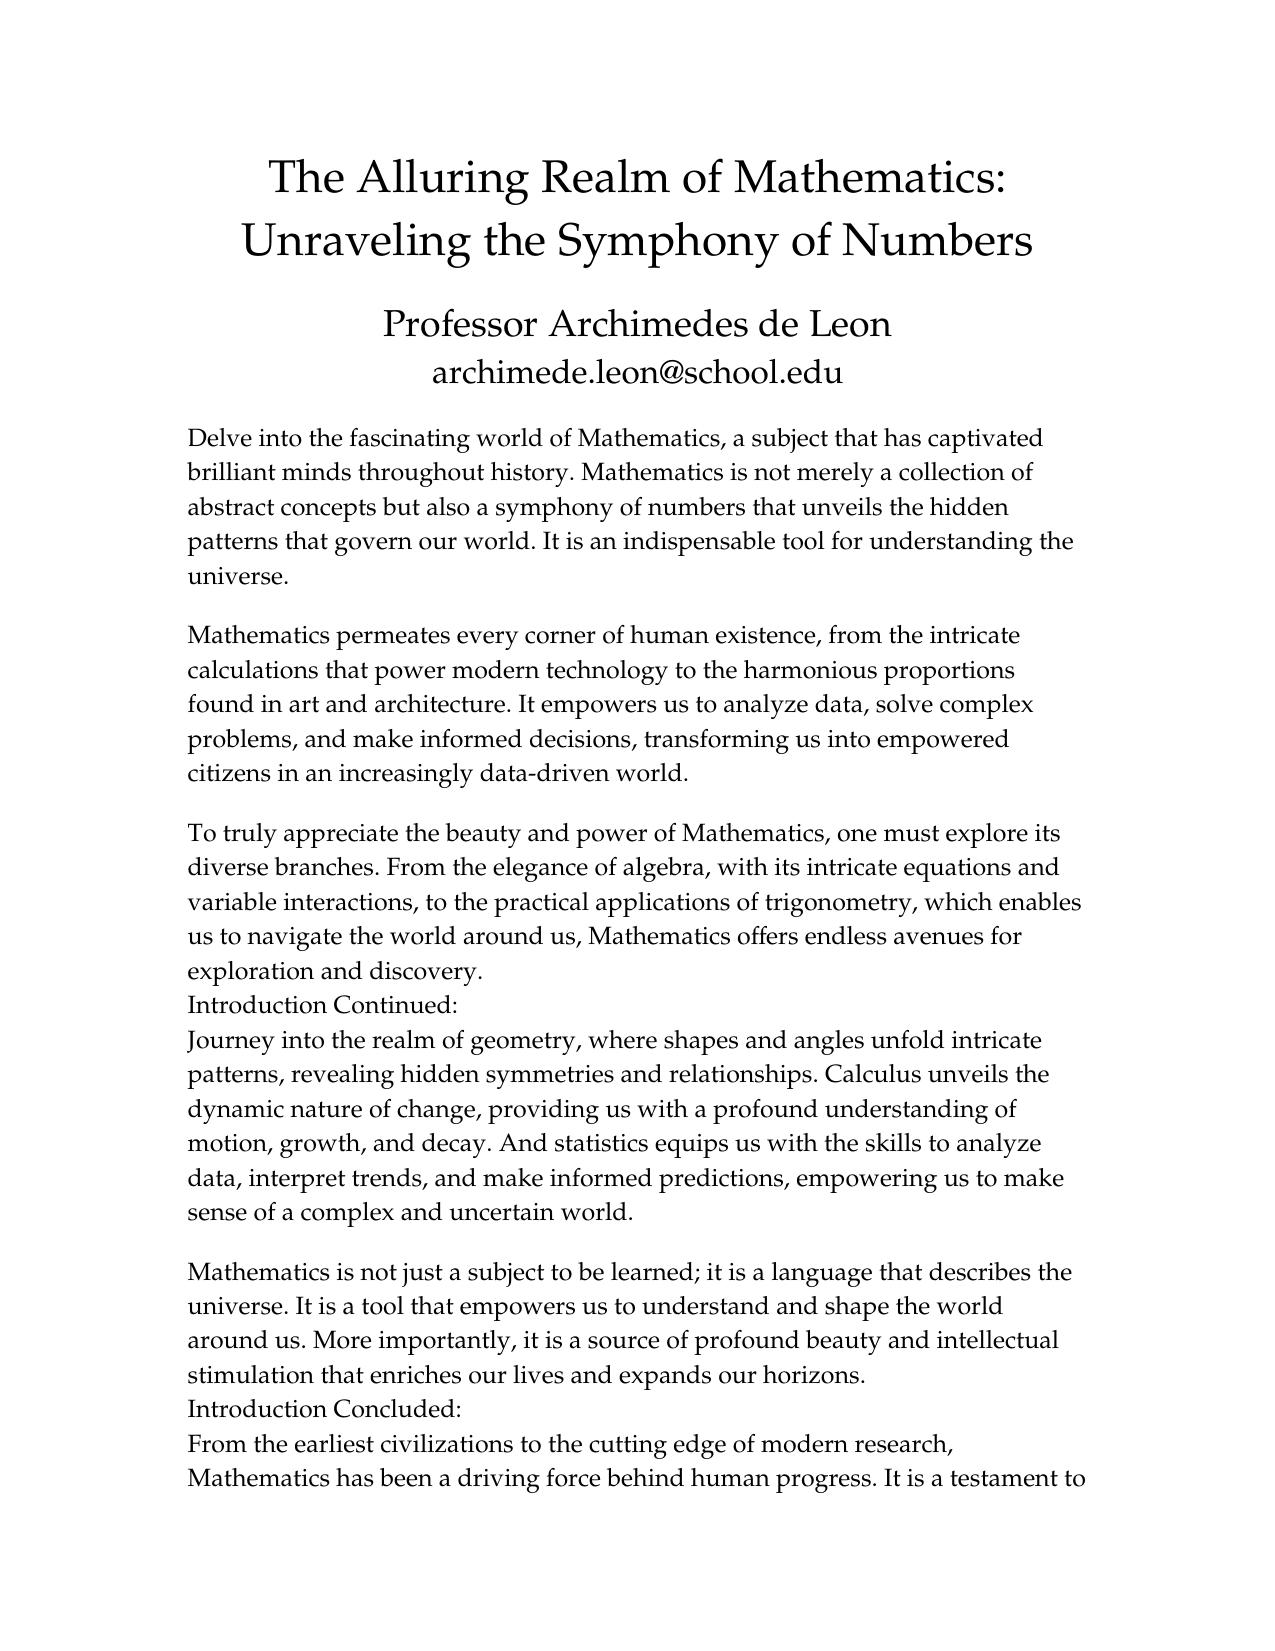 The Alluring Realm of Mathematics:
Unraveling the Symphony of Numbers
Professor Archimedes de Leon
archimede.leon@school.edu
Delve into the fascinating world of Mathematics, a subject that has captivated
brilliant minds throughout history. Mathematics is not merely a collection of
abstract concepts but also a symphony of numbers that unveils the hidden
patterns that govern our world. It is an indispensable tool for understanding the
universe.
Mathematics permeates every corner of human existence, from the intricate
calculations that power modern technology to the harmonious proportions
found in art and architecture. It empowers us to analyze data, solve complex
problems, and make informed decisions, transforming us into empowered
citizens in an increasingly data-driven world.
To truly appreciate the beauty and power of Mathematics, one must explore its
diverse branches. From the elegance of algebra, with its intricate equations and
variable interactions, to the practical applications of trigonometry, which enables
us to navigate the world around us, Mathematics offers endless avenues for
exploration and discovery.
Introduction Continued:
Journey into the realm of geometry, where shapes and angles unfold intricate
patterns, revealing hidden symmetries and relationships. Calculus unveils the
dynamic nature of change, providing us with a profound understanding of
motion, growth, and decay. And statistics equips us with the skills to analyze
data, interpret trends, and make informed predictions, empowering us to make
sense of a complex and uncertain world.
Mathematics is not just a subject to be learned; it is a language that describes the
universe. It is a tool that empowers us to understand and shape the world
around us. More importantly, it is a source of profound beauty and intellectual
stimulation that enriches our lives and expands our horizons.
Introduction Concluded:
From the earliest civilizations to the cutting edge of modern research,
Mathematics has been a driving force behind human progress. It is a testament to